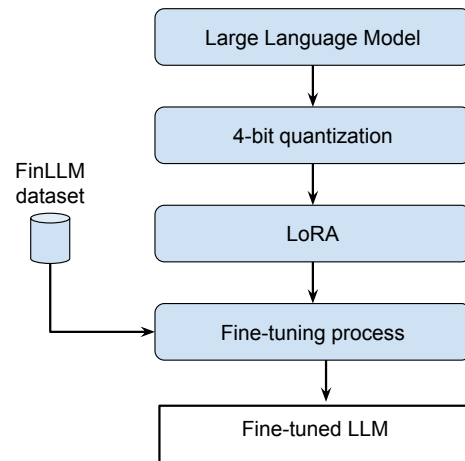 Large Language Model
4-bit quantization
FinLLM
dataset
LoRA
Fine-tuning process
Fine-tuned LLM